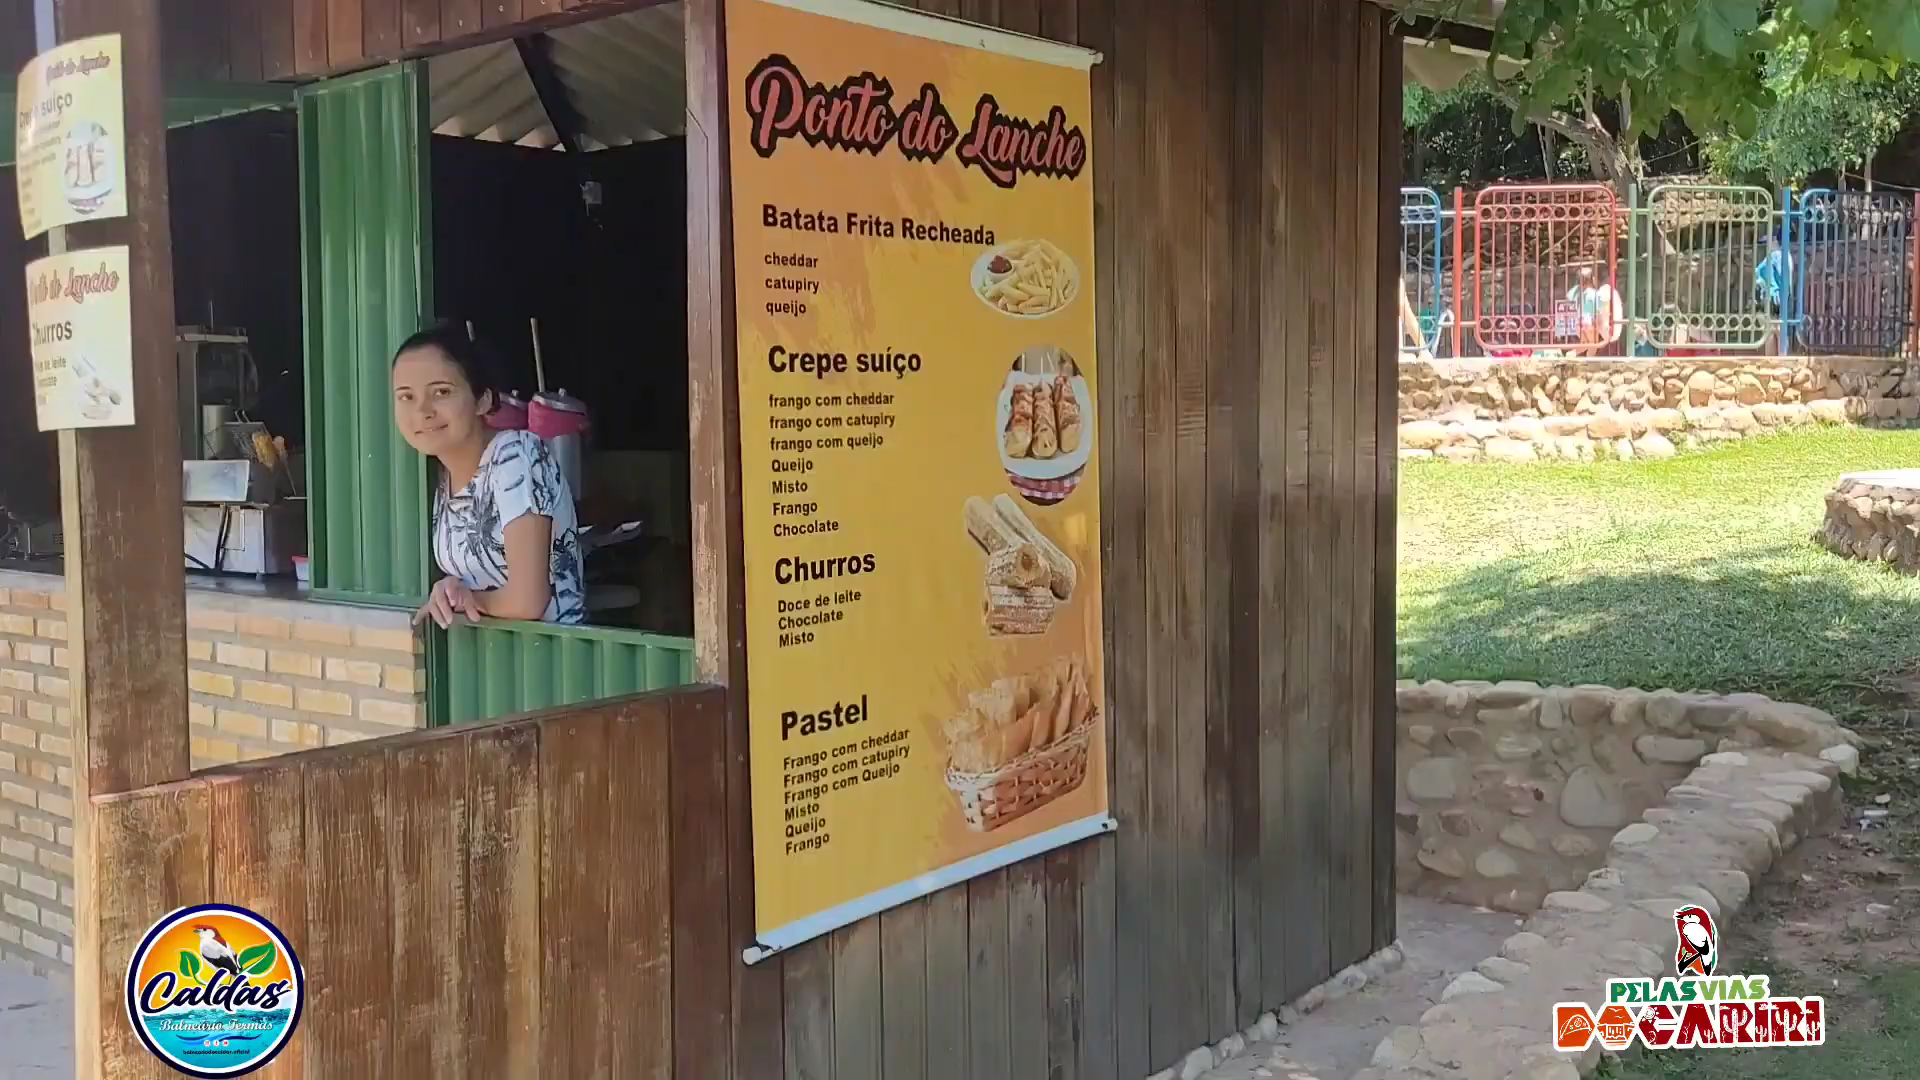 Ponto do Lanche
Crepe suíço
Ponto do Lanche
Churros
Ponto do Lanche
Batata Frita Recheada
cheddar
catupiry
queijo
Crepe suíço
frango com cheddar
frango com catupiry
frango com queijo
Queijo
Misto
Frango
Chocolate
Churros
Doce de leite
Chocolate
Misto
Pastel
Frango com cheddar
Frango com catupiry
Frango com Queijo
Misto
Queijo
Frango
Caldas
Balneário Termas
PELAS VIAS
DO CARIRI